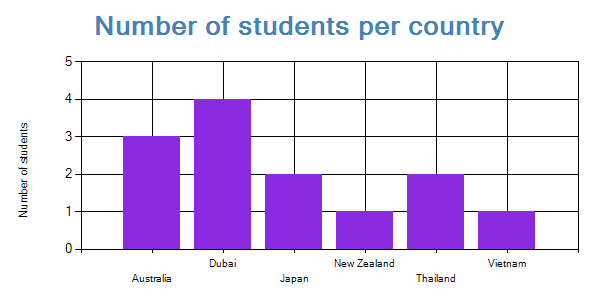 Number of students per country
Number of students
5
4
3
2
1
0
Australia
Dubai
Japan
New Zealand
Thailand
Vietnam